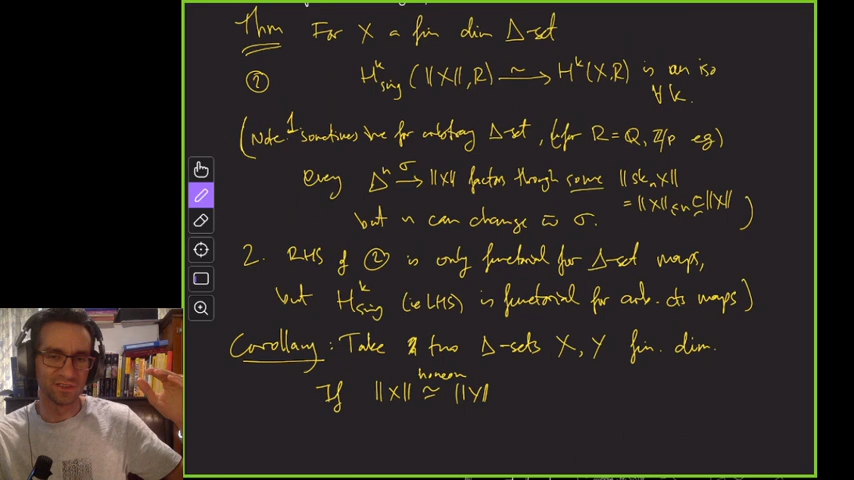 Thm For X a fin dim Δ-set
② H^k_sing (||X||, R) ⥲ H^k(X,R) is an iso ∀k.
(Note 1: sometimes true for arbitrary Δ-set, (for R = Q, Z/p eg)
every Δ^n →^σ ||X|| factors through some ||sk_n X||
= ||X||_≤n ⊆ ||X||
but n can change w σ. )
2. RHS of ② is only functorial for Δ-set maps,
but H^k_sing (ie LHS) is functorial for arb. cts maps)
Corollary: Take two Δ-sets X, Y fin. dim.
homeom
If ||X|| ≃ ||Y||